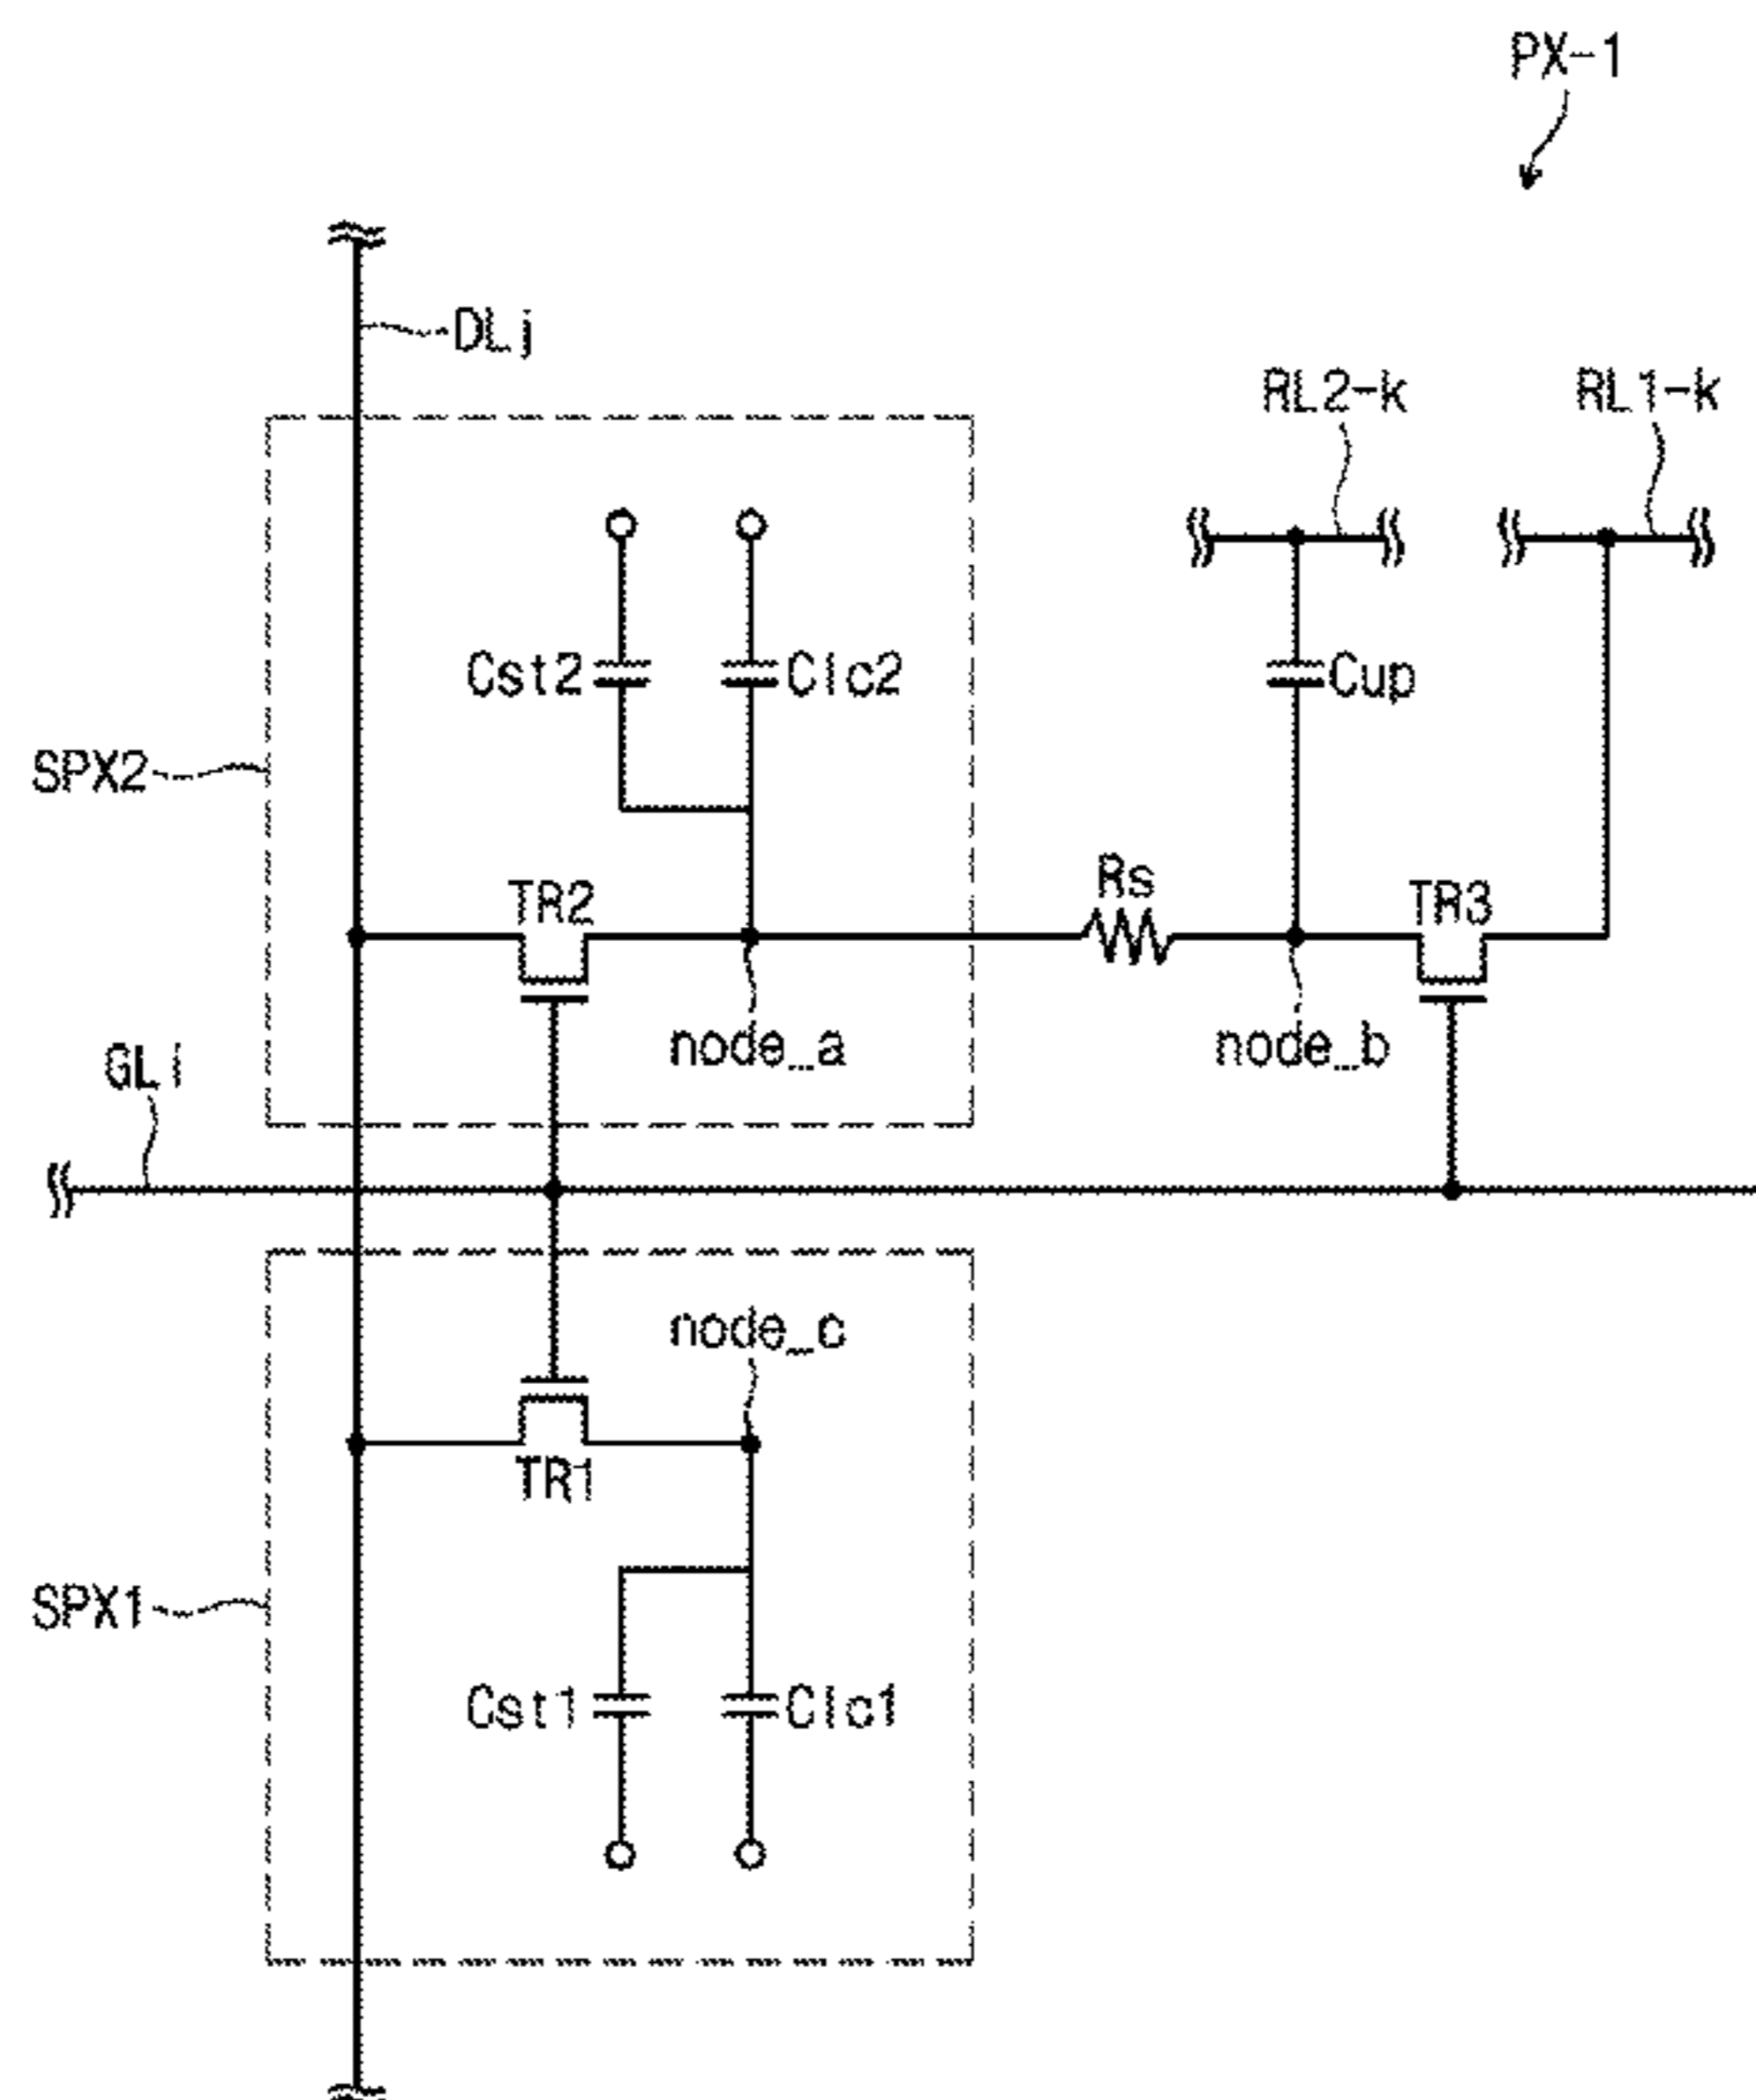 PX-1
DLj
RL2-k
RL1-k
Cst2
Clc2
Cup
SPX2
TR2
Rs
TR3
node_a
node_b
GLi
node_c
TR1
SPX1
Cst1
Clc1